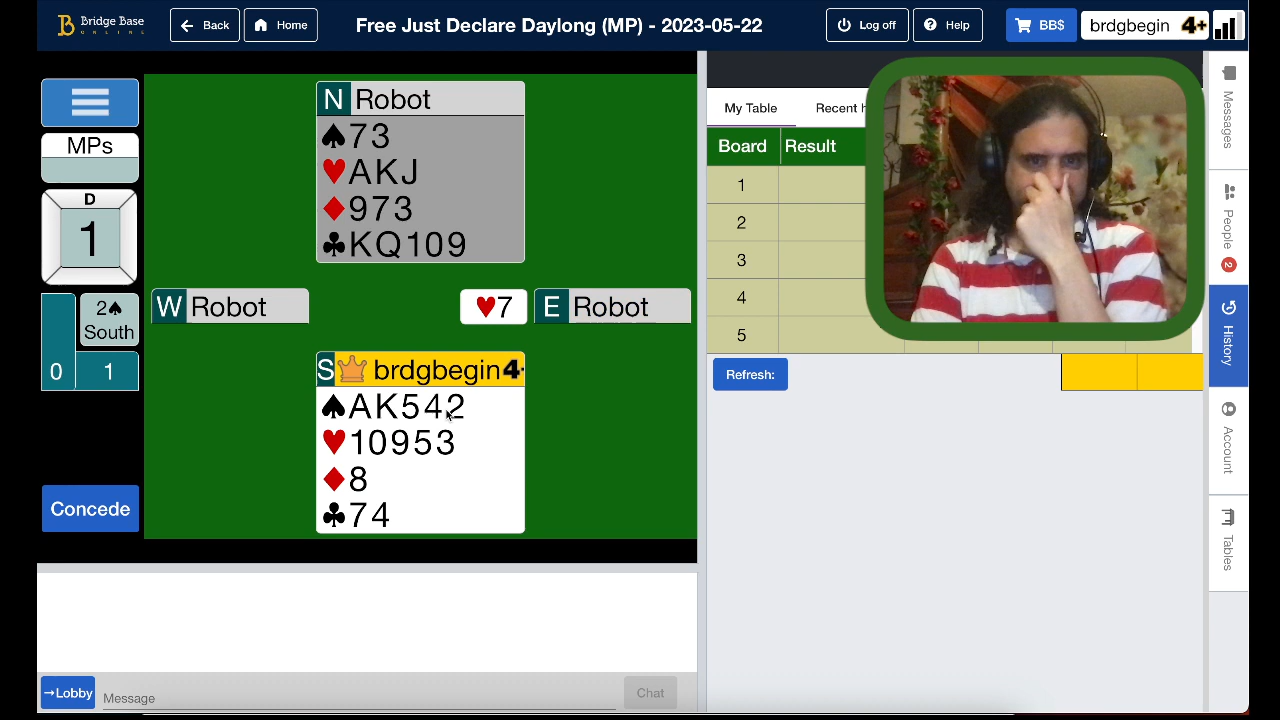 Bridge Base
ONLINE
Back
Home
Free Just Declare Daylong (MP) - 2023-05-22
Log off
Help
BB$
brdgbegin 4+
MPs
D
1
2♠
South
0
1
Concede
N Robot
♠73
♥AKJ
♦973
♣KQ109
W Robot
♥7
E Robot
S brdgbegin4
♠AK542
♥10953
♦8
♣74
My Table
Recent h
Board
Result
1
2
3
4
5
Refresh:
Messages
People
2
History
Account
Tables
→Lobby
Message
Chat